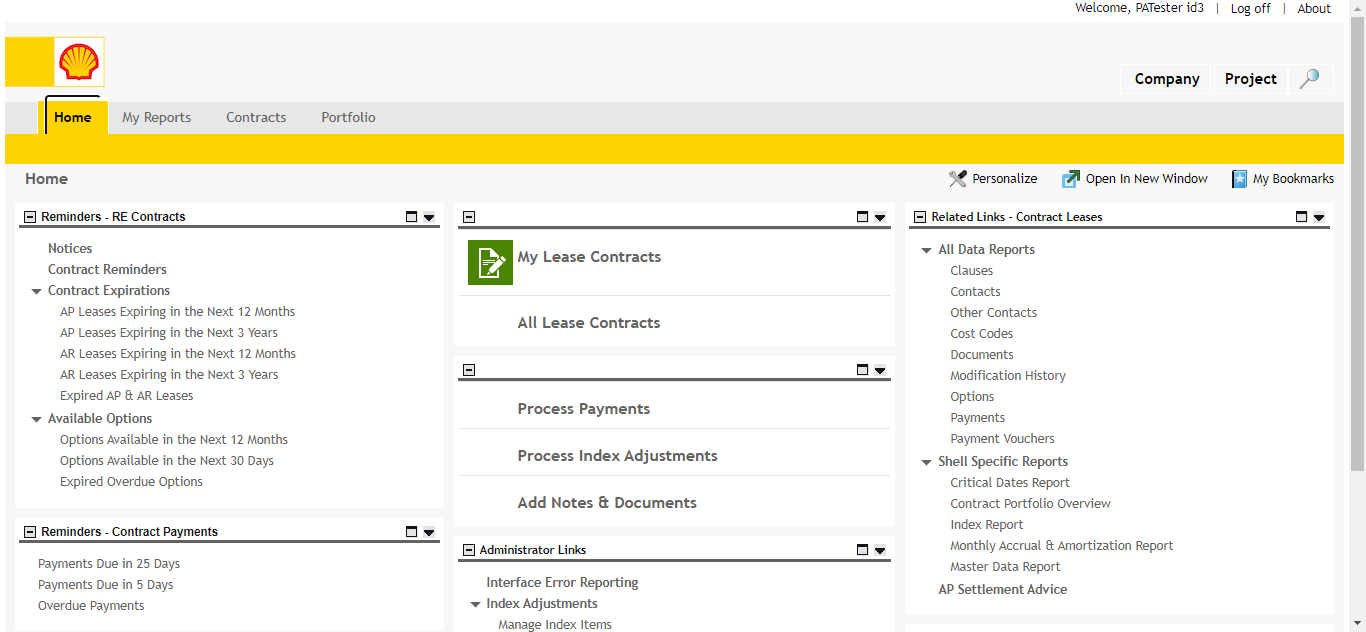 Welcome, PATester id3 | Log off | About
Company Project
Home My Reports Contracts Portfolio
Home
Personalize Open In New Window My Bookmarks
Reminders - RE Contracts
Notices
Contract Reminders
Contract Expirations
AP Leases Expiring in the Next 12 Months
AP Leases Expiring in the Next 3 Years
AR Leases Expiring in the Next 12 Months
AR Leases Expiring in the Next 3 Years
Expired AP & AR Leases
Available Options
Options Available in the Next 12 Months
Options Available in the Next 30 Days
Expired Overdue Options
Reminders - Contract Payments
Payments Due in 25 Days
Payments Due in 5 Days
Overdue Payments
My Lease Contracts
All Lease Contracts
Process Payments
Process Index Adjustments
Add Notes & Documents
Administrator Links
Interface Error Reporting
Index Adjustments
Manage Index Items
Related Links - Contract Leases
All Data Reports
Clauses
Contacts
Other Contacts
Cost Codes
Documents
Modification History
Options
Payments
Payment Vouchers
Shell Specific Reports
Critical Dates Report
Contract Portfolio Overview
Index Report
Monthly Accrual & Amortization Report
Master Data Report
AP Settlement Advice